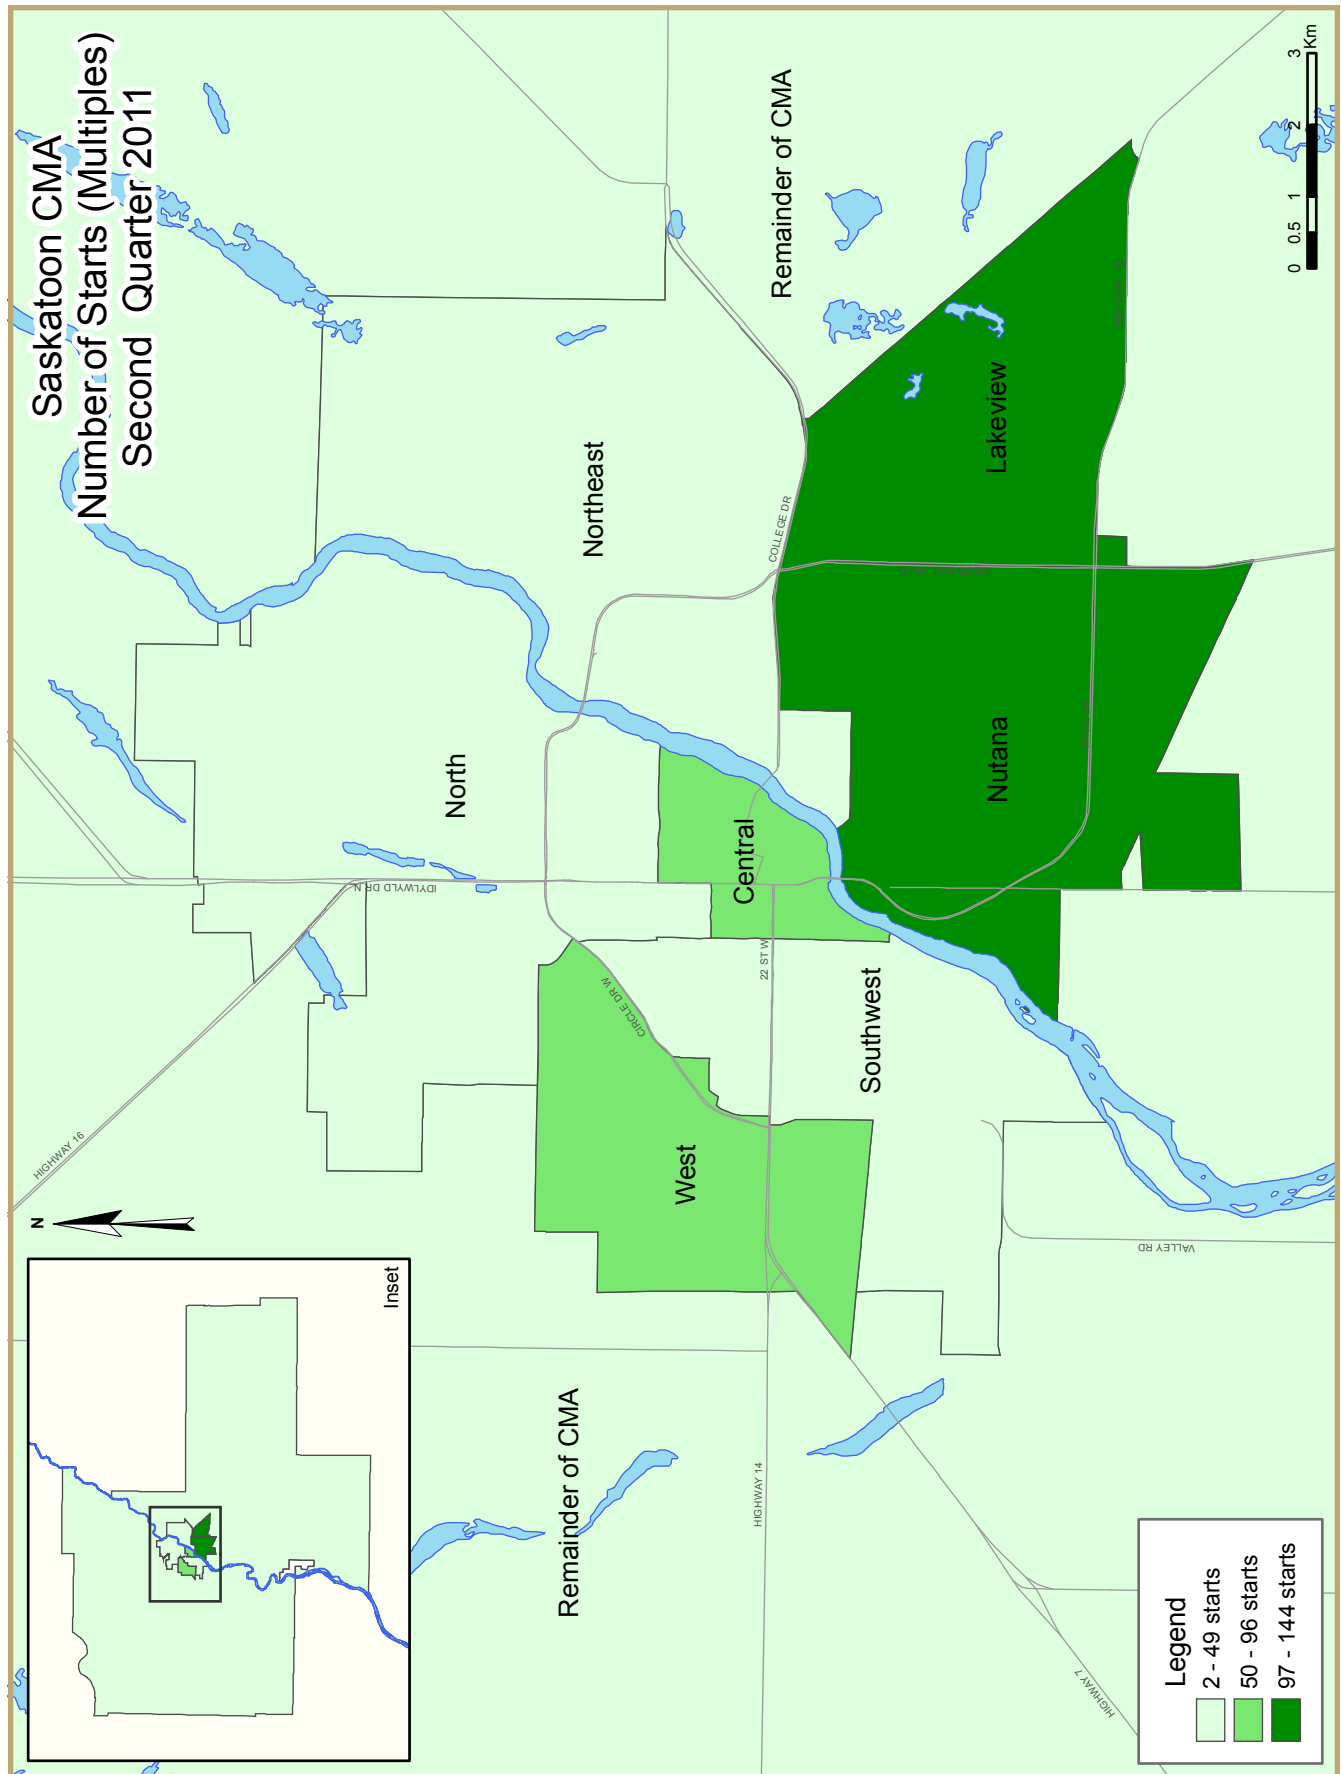 Saskatoon CMA
Number of Starts (Multiples)
Second Quarter 2011
N
Inset
HIGHWAY 16
IDYLWYLD DR N
North
Northeast
Remainder of CMA
COLLEGE DR
CIRCLE DR W
Central
22 ST W
West
Southwest
Nutana
Lakeview
Remainder of CMA
HIGHWAY 14
VALLEY RD
HIGHWAY 7
Legend
2 - 49 starts
50 - 96 starts
97 - 144 starts
0 0.5 1 2 3
Km